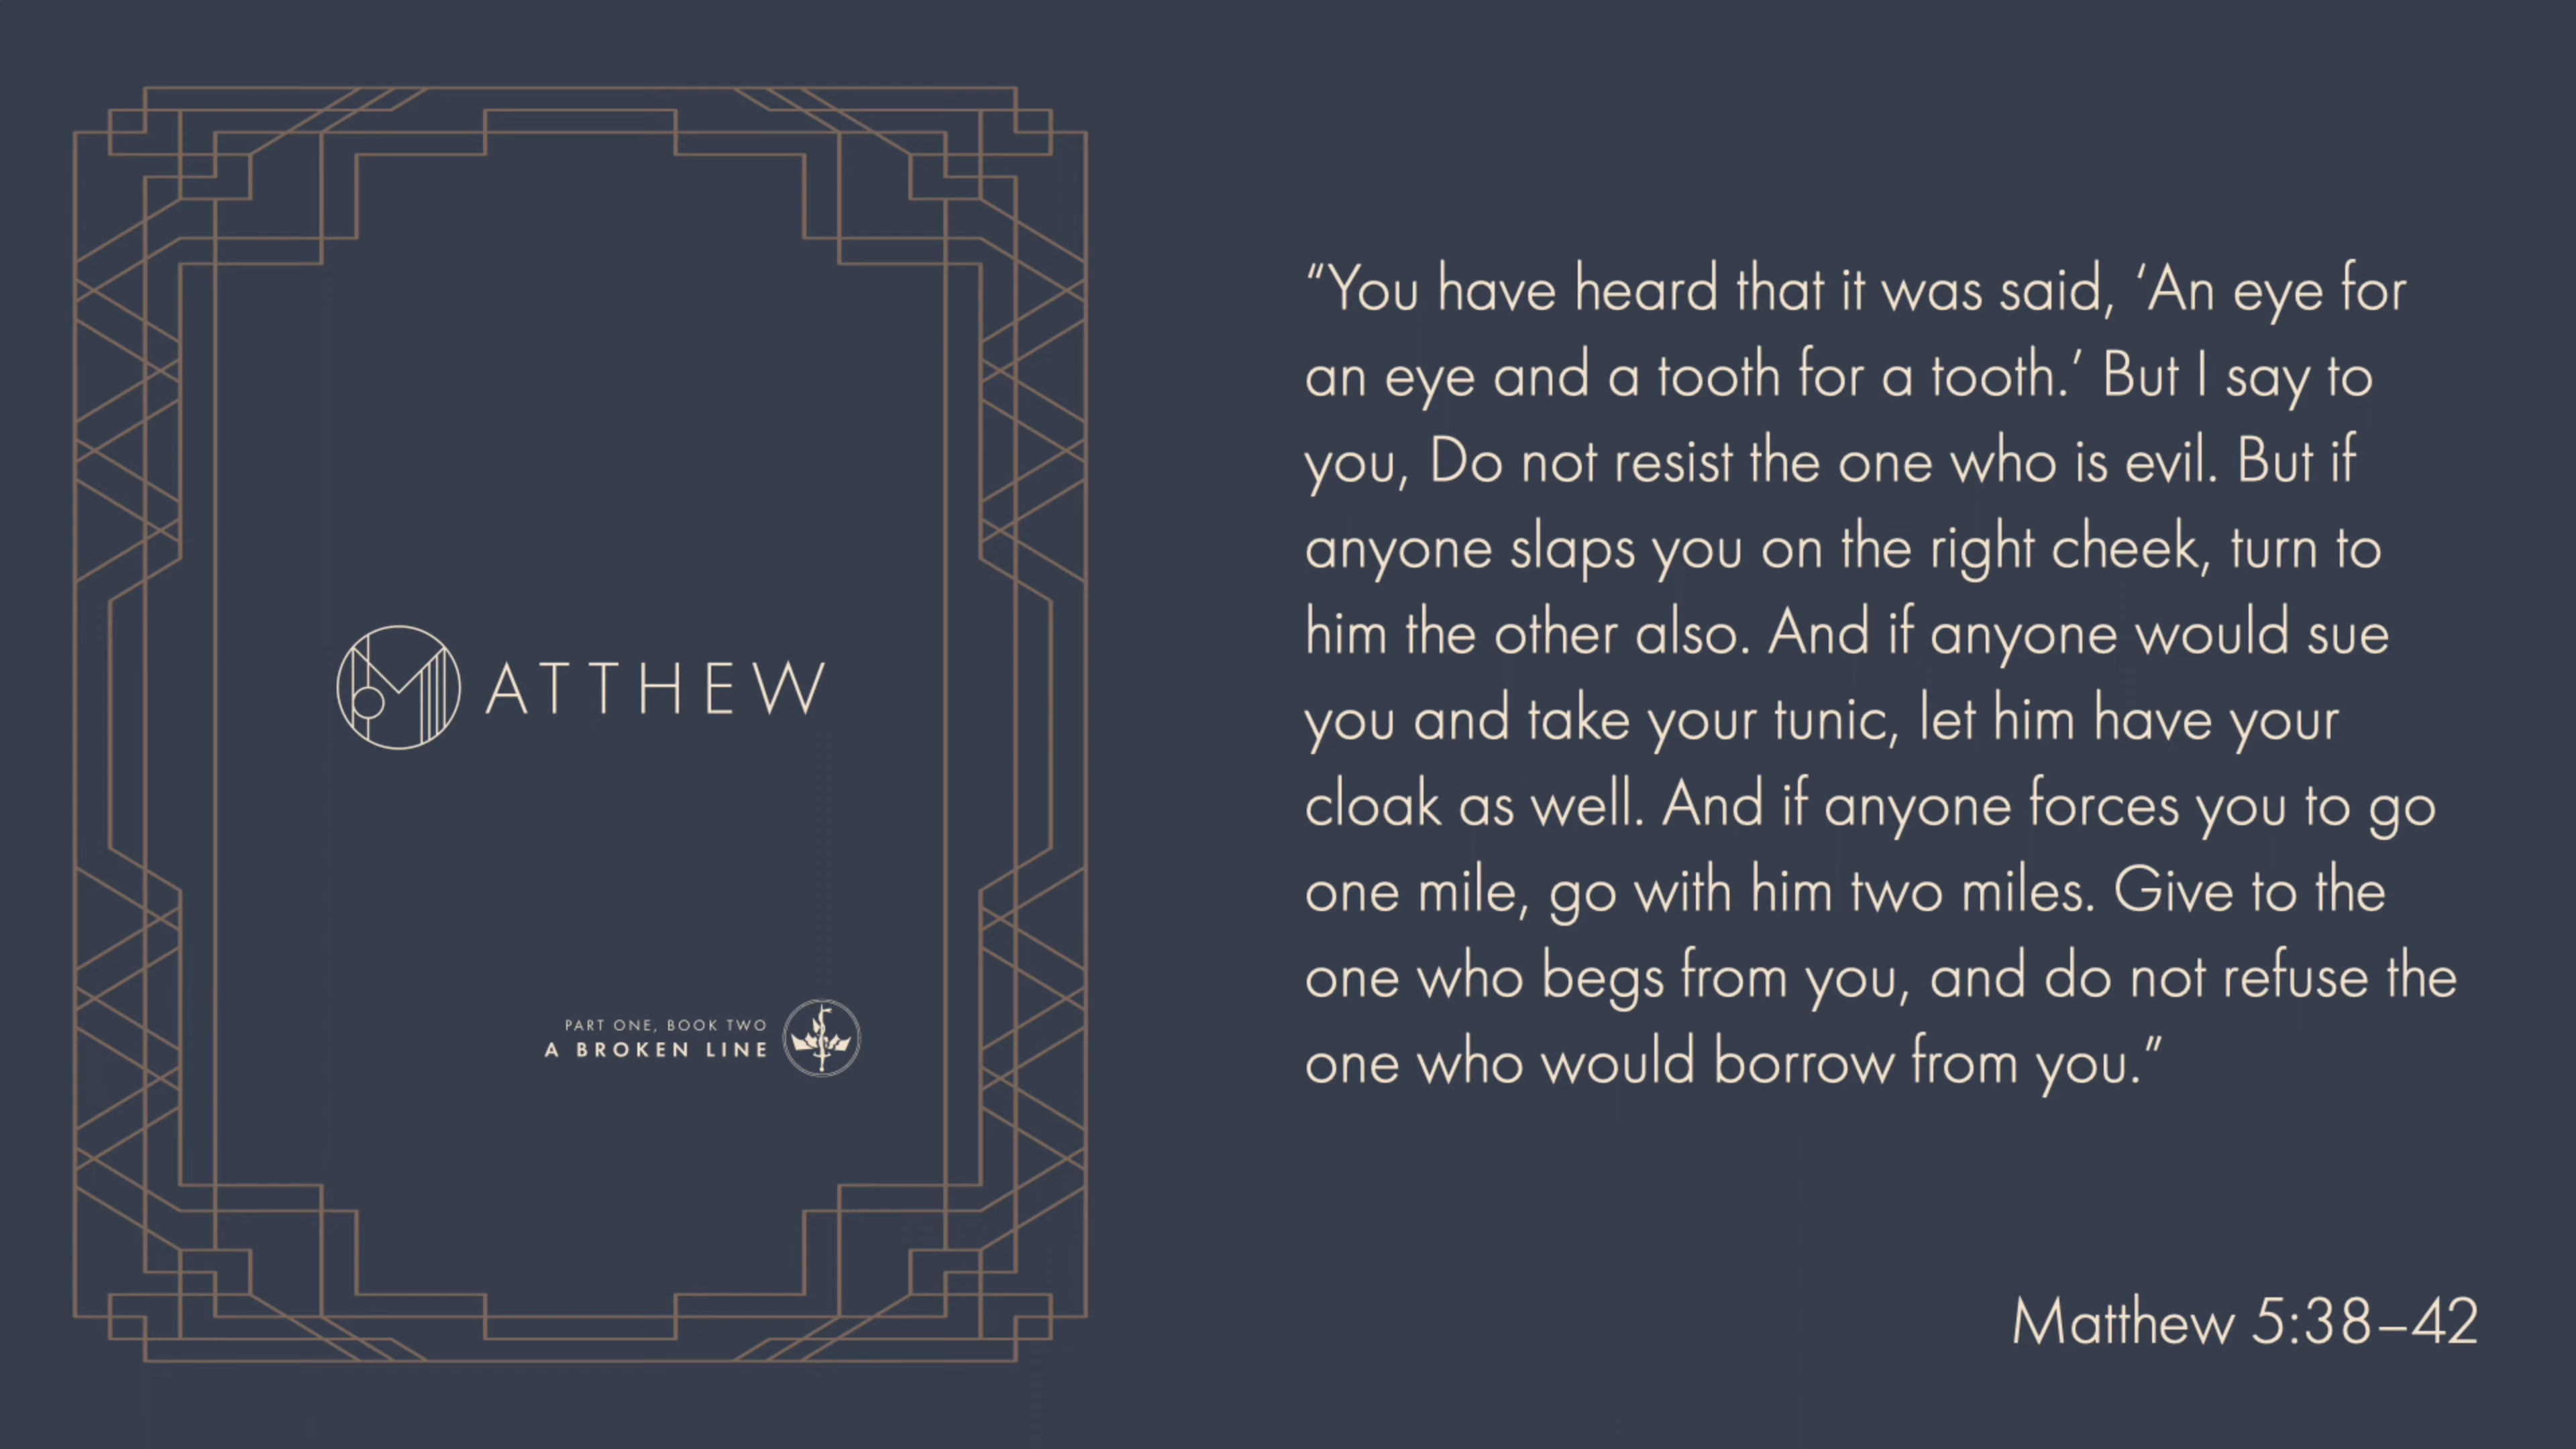 MATTHEW
PART ONE, BOOK TWO
A BROKEN LINE
“You have heard that it was said, ‘An eye for
an eye and a tooth for a tooth.’ But I say to
you, Do not resist the one who is evil. But if
anyone slaps you on the right cheek, turn to
him the other also. And if anyone would sue
you and take your tunic, let him have your
cloak as well. And if anyone forces you to go
one mile, go with him two miles. Give to the
one who begs from you, and do not refuse the
one who would borrow from you.”
Matthew 5:38–42